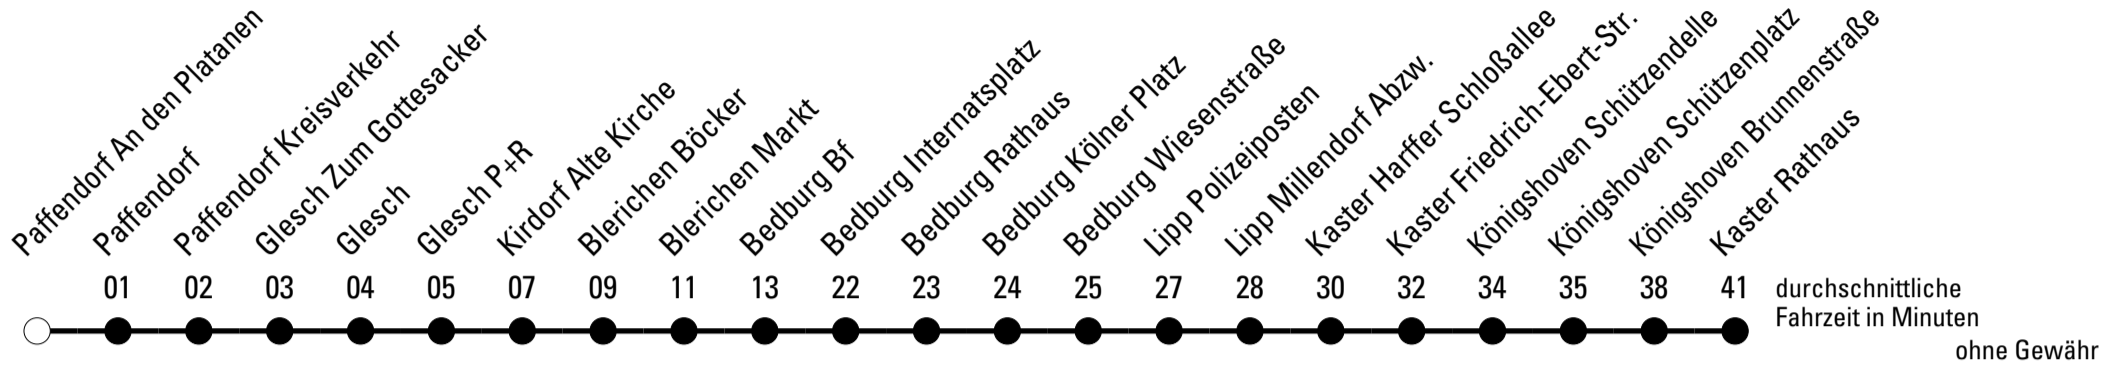 Paffendorf An den Platanen
Paffendorf
Paffendorf Kreisverkehr
Glesch Zum Gottesacker
Glesch
Glesch P+R
Kirdorf Alte Kirche
Blerichen Böcker
Blerichen Markt
Bedburg Bf
Bedburg Internatsplatz
Bedburg Rathaus
Bedburg Kölner Platz
Bedburg Wiesenstraße
Lipp Polizeiposten
Lipp Millendorf Abzw.
Kaster Harffer Schloßallee
Kaster Friedrich-Ebert-Str.
Königshoven Schützendelle
Königshoven Schützenplatz
Königshoven Brunnenstraße
Kaster Rathaus
01 02 03 04 05 07 09 11 13 22 23 24 25 27 28 30 32 34 35 38 41
durchschnittliche
Fahrzeit in Minuten
ohne Gewähr